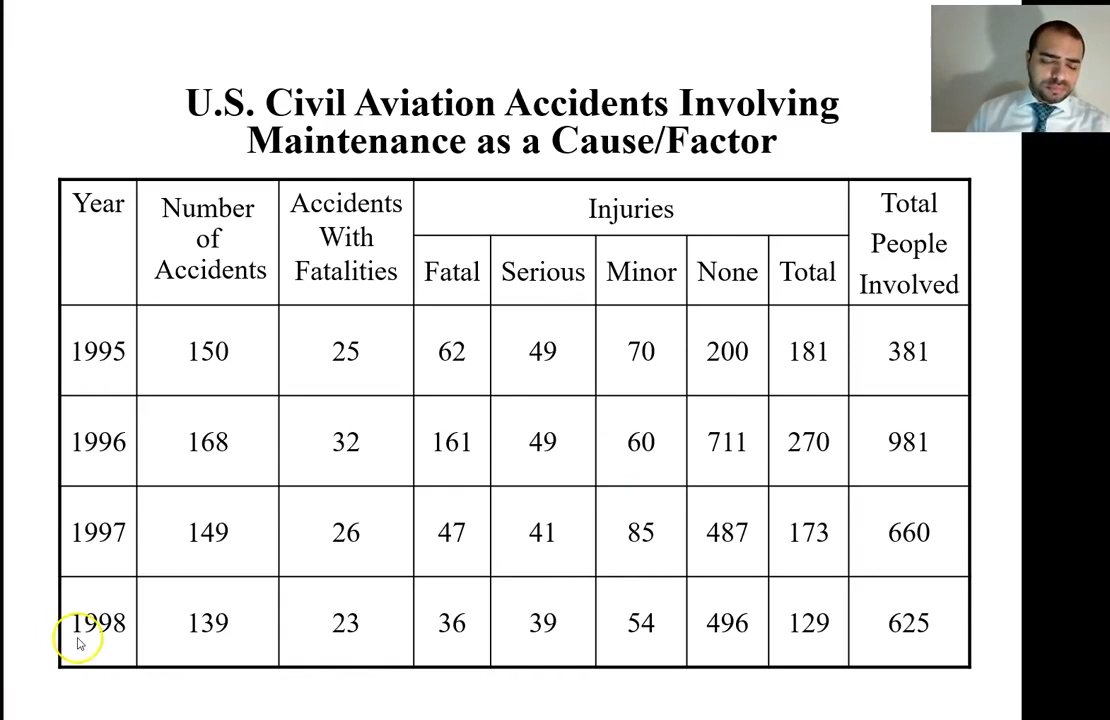 U.S. Civil Aviation Accidents Involving
Maintenance as a Cause/Factor
Year Number of Accidents Accidents With Fatalities Injuries Total People Involved
Fatal Serious Minor None Total
1995 150 25 62 49 70 200 181 381
1996 168 32 161 49 60 711 270 981
1997 149 26 47 41 85 487 173 660
1998 139 23 36 39 54 496 129 625